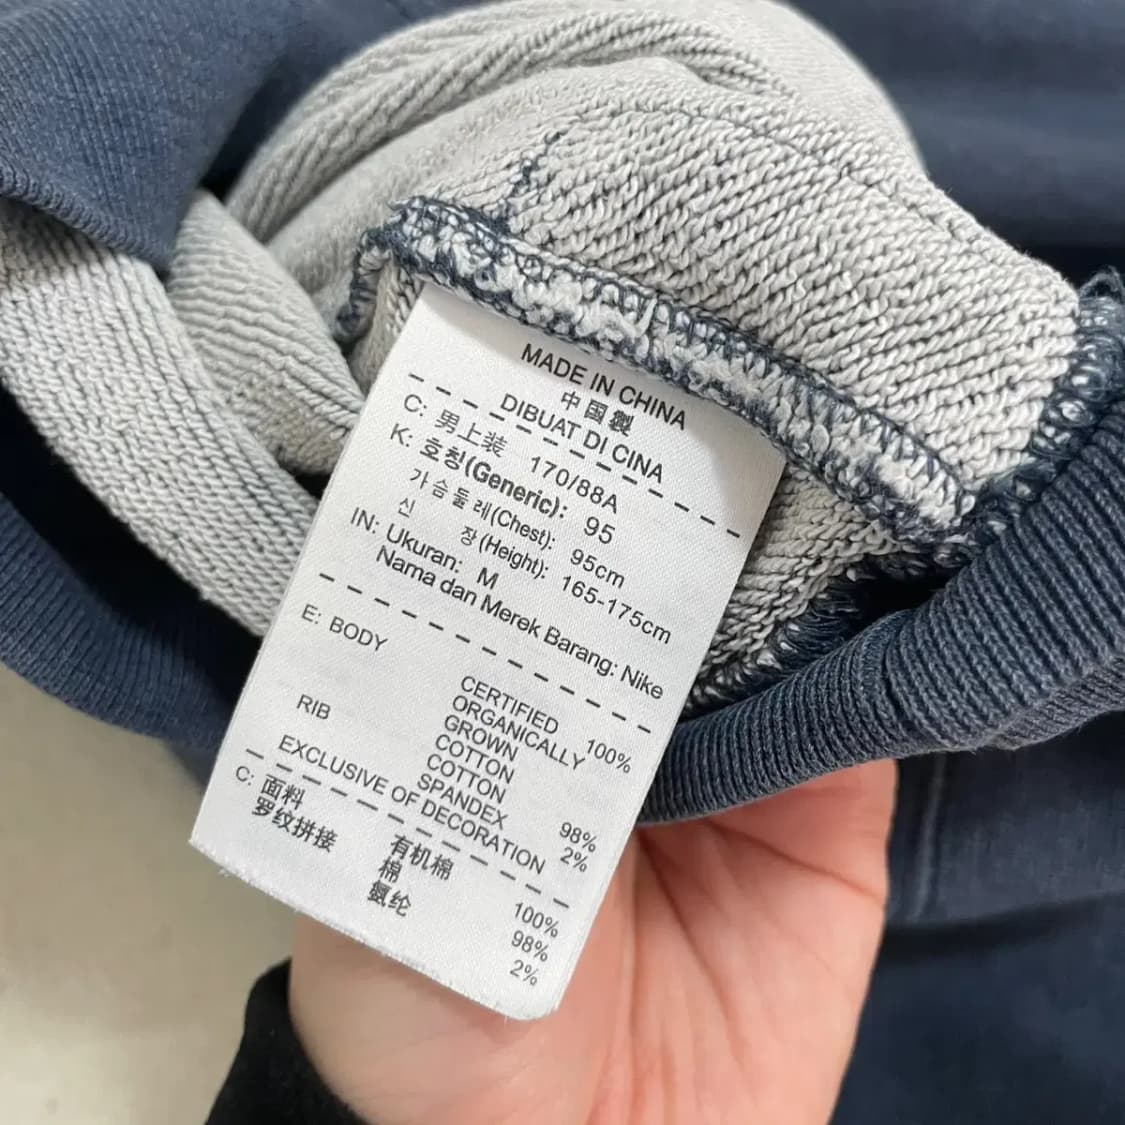 MADE IN CHINA
中国製
DIBUAT DI CINA
C: 男上装 170/88A
K: 호칭(Generic): 95
가슴둘레(Chest): 95cm
신 장(Height): 165-175cm
IN: Ukuran: M
Nama dan Merek Barang: Nike
E: BODY
CERTIFIED
ORGANICALLY
GROWN
COTTON 100%
RIB COTTON 98%
SPANDEX 2%
EXCLUSIVE OF DECORATION
C: 面料 有机棉 100%
罗纹拼接 棉 98%
氨纶 2%